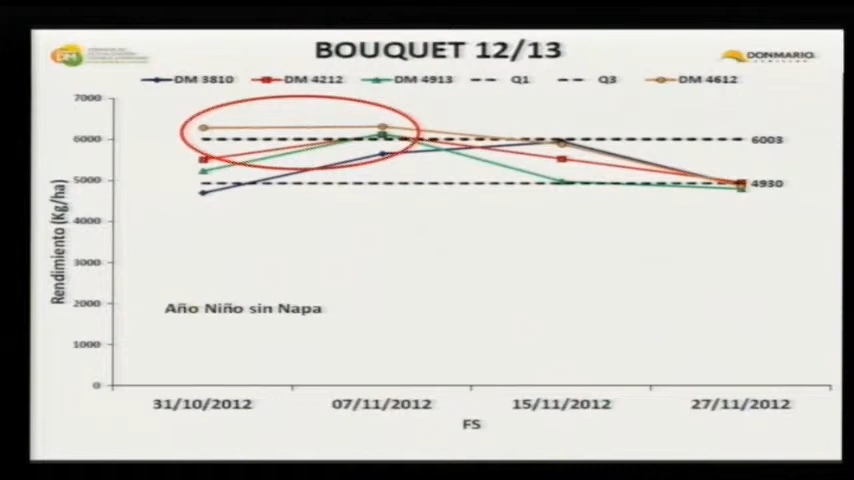 BOUQUET 12/13
DM
DONMARIO
DM 3810 DM 4212 DM 4913 Q1 Q3 DM 4612
7000
6000
5000
4000
3000
2000
1000
0
Rendimiento (Kg/ha)
6003
4930
Año Niño sin Napa
31/10/2012 07/11/2012 15/11/2012 27/11/2012
FS